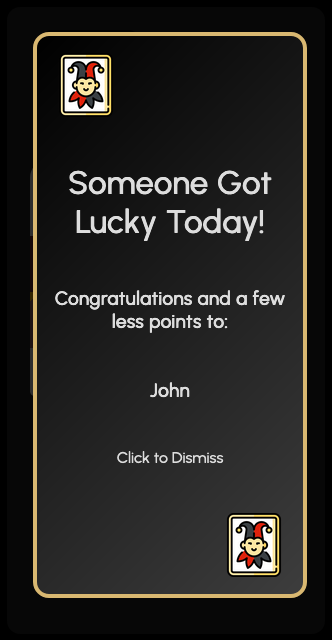 Someone Got
Lucky Today!
Congratulations and a few
less points to:
John
Click to Dismiss